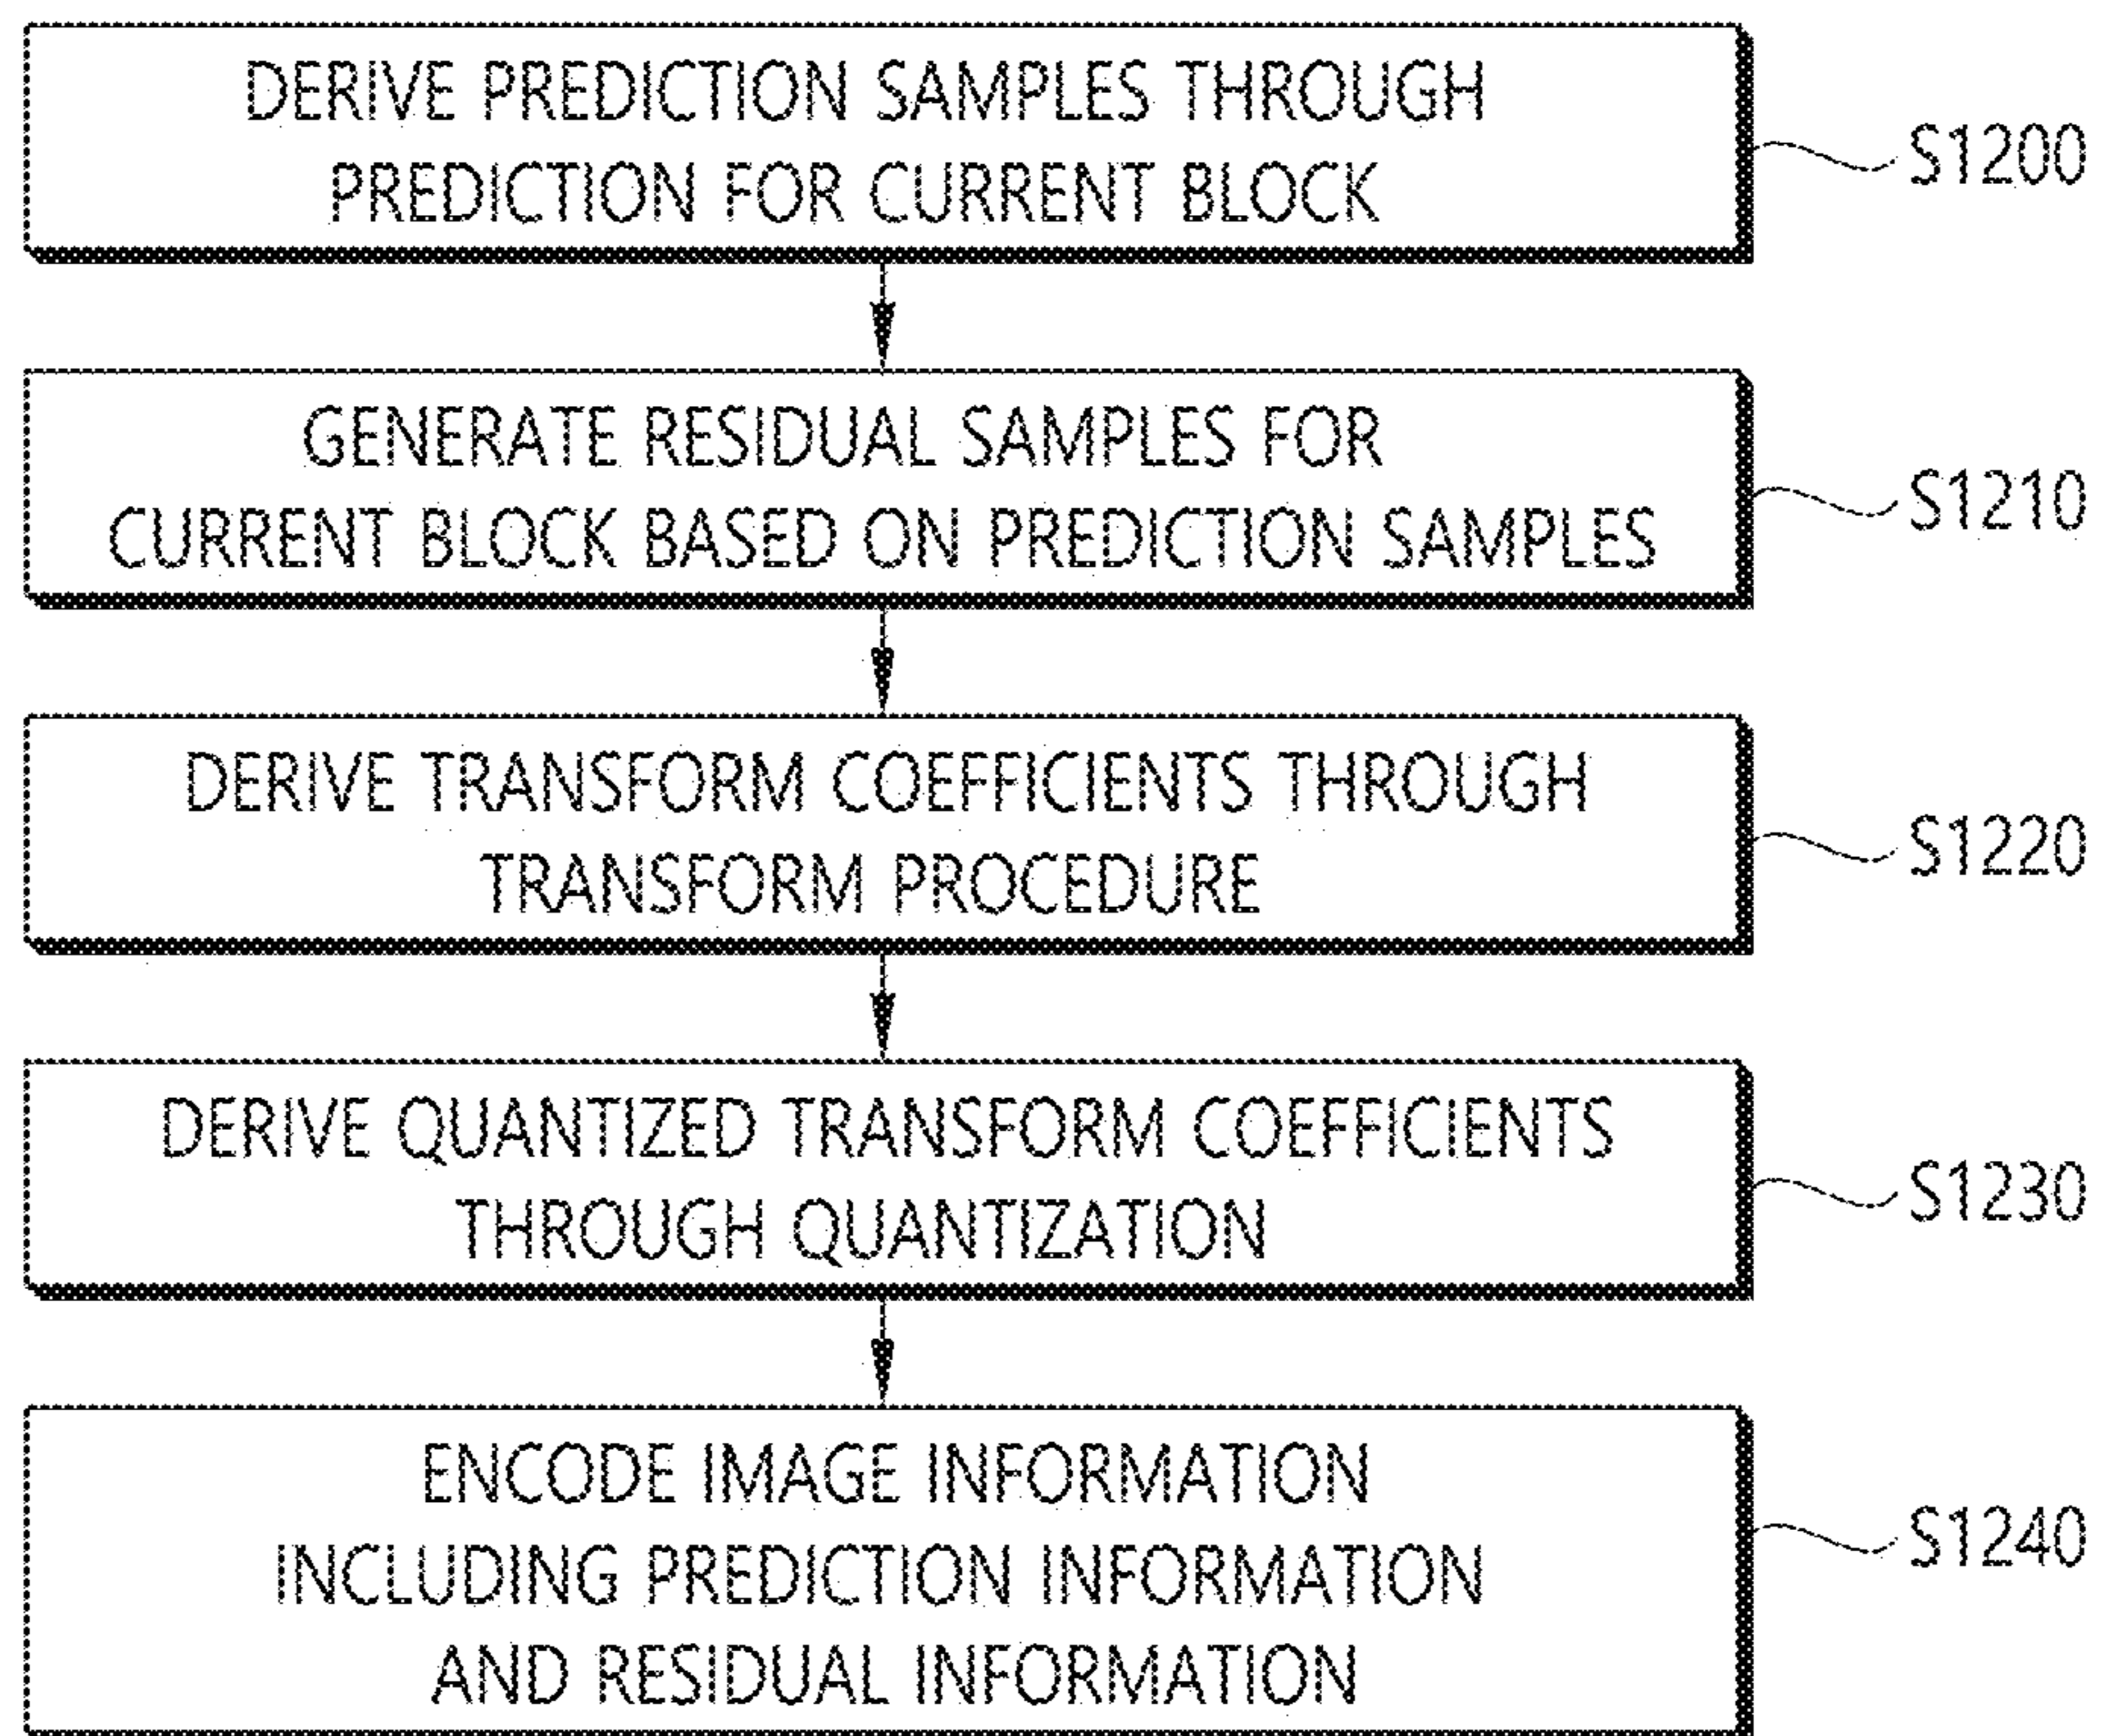 DERIVE PREDICTION SAMPLES THROUGH
PREDICTION FOR CURRENT BLOCK
S1200
GENERATE RESIDUAL SAMPLES FOR
CURRENT BLOCK BASED ON PREDICTION SAMPLES
S1210
DERIVE TRANSFORM COEFFICIENTS THROUGH
TRANSFORM PROCEDURE
S1220
DERIVE QUANTIZED TRANSFORM COEFFICIENTS
THROUGH QUANTIZATION
S1230
ENCODE IMAGE INFORMATION
INCLUDING PREDICTION INFORMATION
AND RESIDUAL INFORMATION
S1240